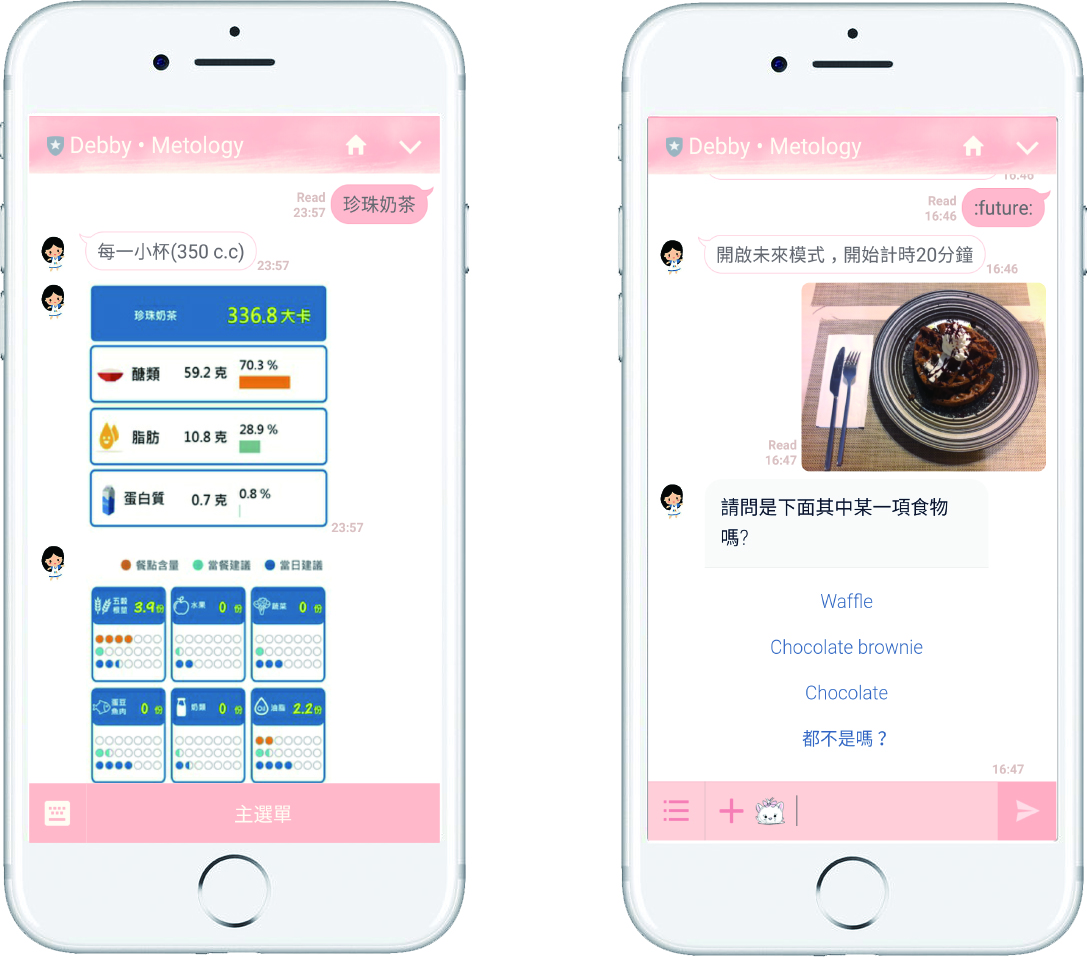 Debby • Metology
Read
23:57
珍珠奶茶
每一小杯(350 c.c)
23:57
珍珠奶茶 336.8 大卡
醣類 59.2 克 70.3 %
脂肪 10.8 克 28.9 %
蛋白質 0.7 克 0.8 %
23:57
餐點含量 當餐建議 當日建議
五穀根莖 3.9 份
水果 0 份
蔬菜 0 份
蛋豆魚肉 0 份
奶類 0 份
Oil 油脂 2.2 份
主選單
Debby • Metology
16:46
Read
16:46
:future:
開啟未來模式，開始計時20分鐘
16:46
Read
16:47
請問是下面其中某一項食物
嗎?
Waffle
Chocolate brownie
Chocolate
都不是嗎？
16:47